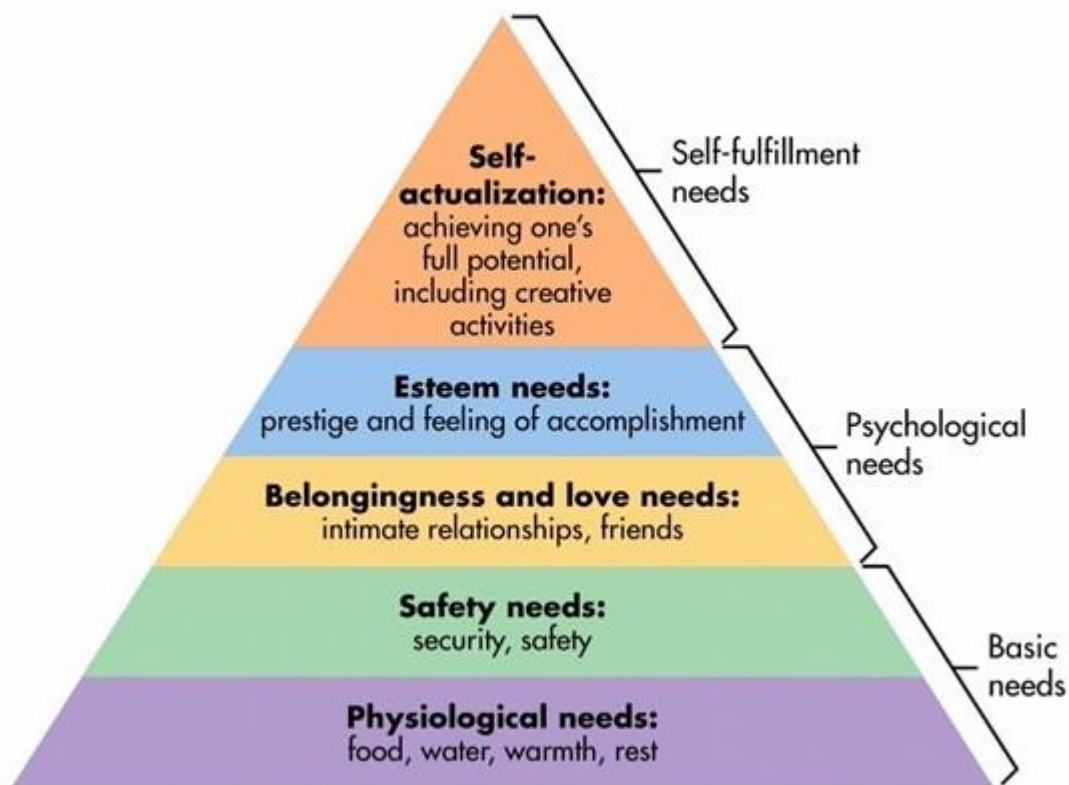 Self-
actualization:
achieving one's
full potential,
including creative
activities
Self-fulfillment
needs
Esteem needs:
prestige and feeling of accomplishment
Psychological
needs
Belongingness and love needs:
intimate relationships, friends
Safety needs:
security, safety
Basic
needs
Physiological needs:
food, water, warmth, rest